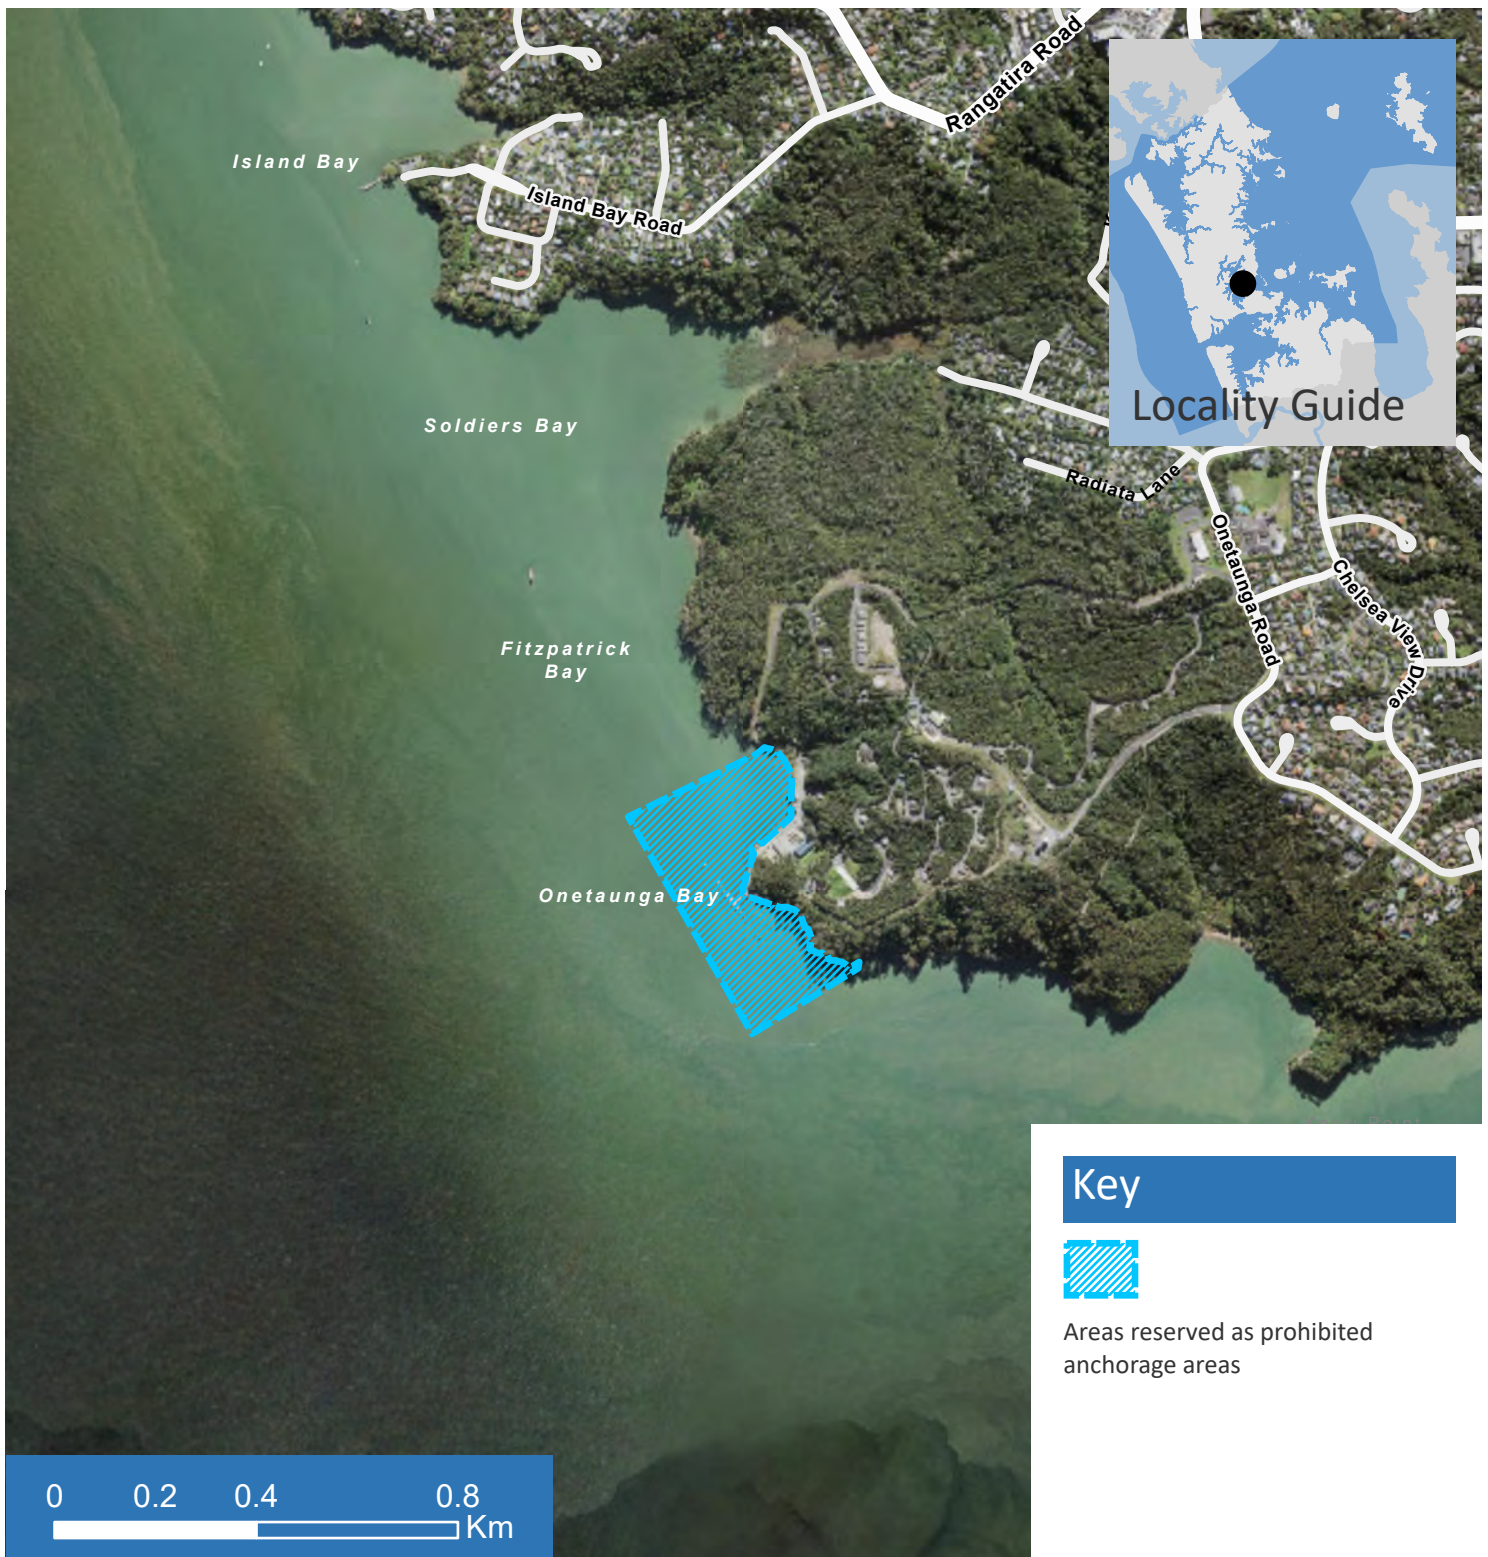 Rangatira Road
Island Bay
Island Bay Road
Locality Guide
Soldiers Bay
Radiata Lane
Onetaunga Road
Chelsea View Drive
Fitzpatrick
Bay
Onetaunga Bay
Key
Areas reserved as prohibited
anchorage areas
0 0.2 0.4 0.8
Km